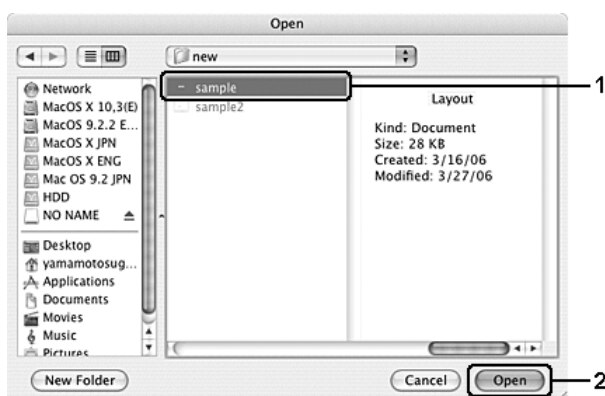 Open
new
Network
MacOS X 10,3(E)
MacOS 9.2.2 E...
MacOS X JPN
MacOS X ENG
Mac OS 9.2 JPN
HDD
NO NAME
Desktop
yamamotosug...
Applications
Documents
Movies
Music
Pictures
sample
sample2
Layout
Kind: Document
Size: 28 KB
Created: 3/16/06
Modified: 3/27/06
1
New Folder
Cancel
Open
2